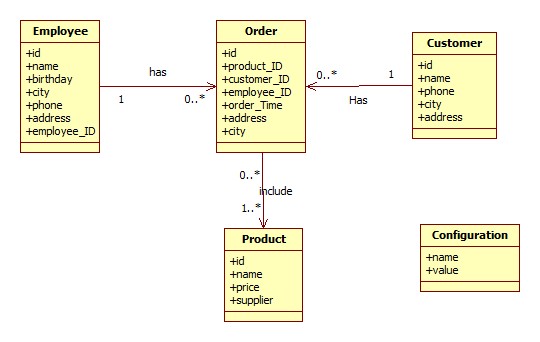 Employee
+id
+name
+birthday
+city
+phone
+address
+employee_ID
has
1
0..*
Order
+id
+product_ID
+customer_ID
+employee_ID
+order_Time
+address
+city
0..*
1
Has
Customer
+id
+name
+phone
+city
+address
0..*
include
1..*
Product
+id
+name
+price
+supplier
Configuration
+name
+value